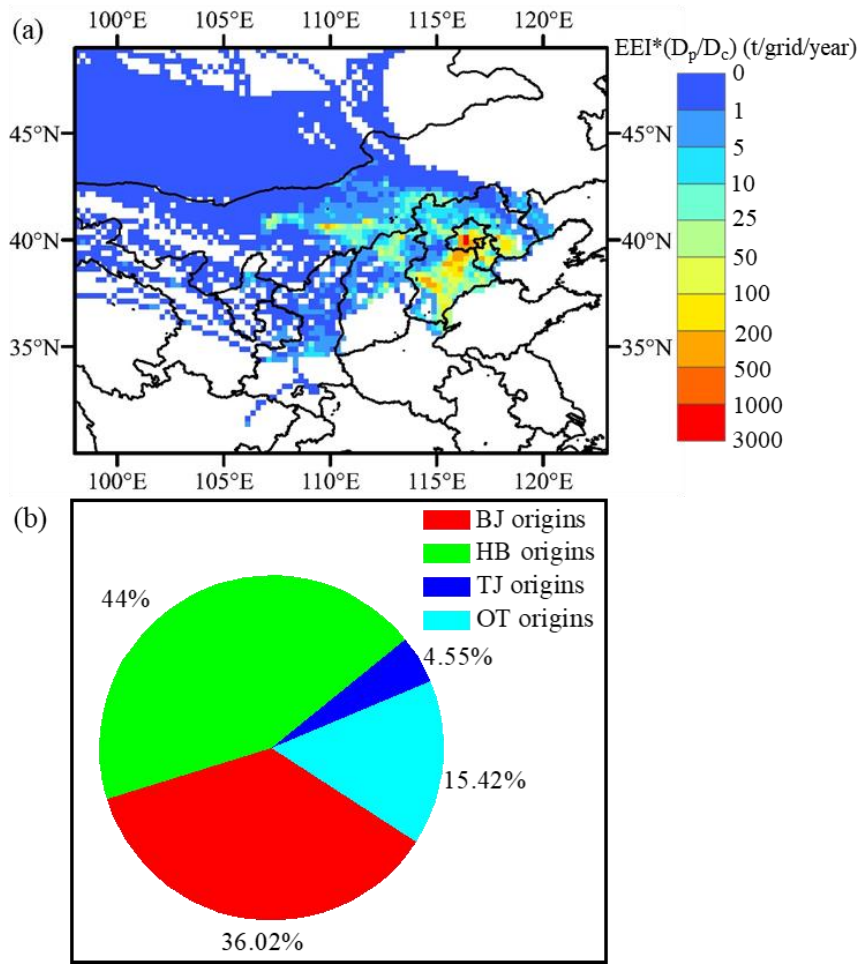 (a)
100°E 105°E 110°E 115°E 120°E
EEI*(Dp/Dc) (t/grid/year)
45°N 45°N
40°N 40°N
35°N 35°N
100°E 105°E 110°E 115°E 120°E
0
1
5
10
25
50
100
200
500
1000
3000
(b)
BJ origins
HB origins
TJ origins
OT origins
44%
4.55%
15.42%
36.02%